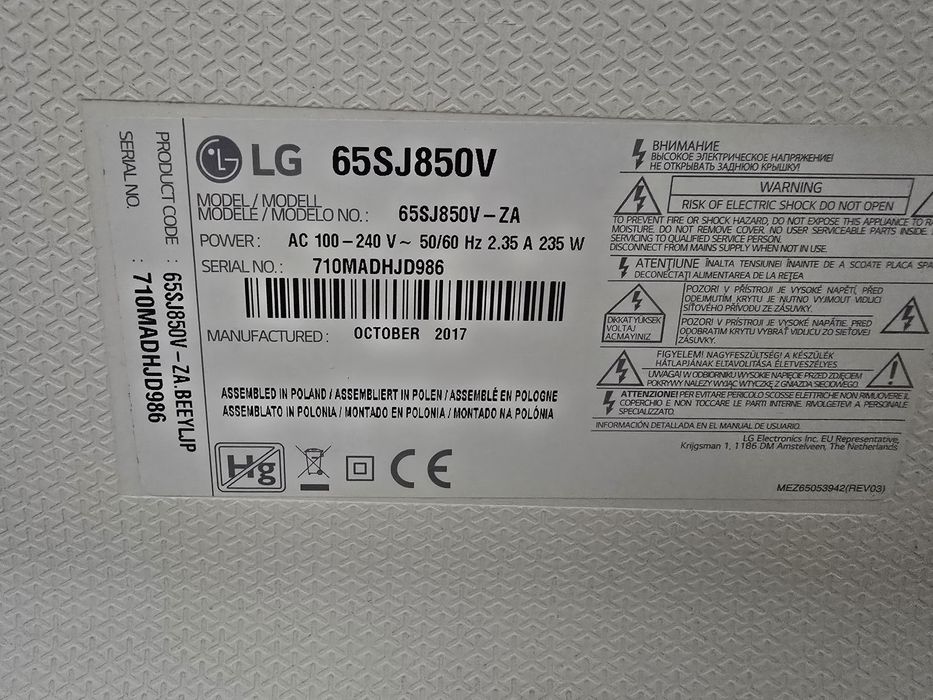 PRODUCT CODE : 65SJ850V-ZA.BEEYLJP
SERIAL NO. : 710MADHJD986
LG 65SJ850V
MODEL / MODELL
MODELE / MODELO NO.: 65SJ850V-ZA
POWER: AC 100-240 V~ 50/60 Hz 2.35 A 235 W
SERIAL NO.: 710MADHJD986
MANUFACTURED: OCTOBER 2017
ASSEMBLED IN POLAND / ASSEMBLIERT IN POLEN / ASSEMBLÉ EN POLOGNE
ASSEMBLATO IN POLONIA / MONTADO EN POLONIA / MONTADO NA POLÓNIA
Hg
CE
ВНИМАНИЕ
ВЫСОКОЕ ЭЛЕКТРИЧЕСКОЕ НАПРЯЖЕНИЕ!
НЕ ОТКРЫВАТЬ ЗАДНЮЮ КРЫШКУ!
WARNING
RISK OF ELECTRIC SHOCK DO NOT OPEN
TO PREVENT FIRE OR SHOCK HAZARD, DO NOT EXPOSE THIS APPLIANCE TO
MOISTURE. DO NOT REMOVE COVER. NO USER SERVICEABLE PARTS INSIDE.
SERVICING TO QUALIFIED SERVICE PERSON.
DISCONNECT FROM MAINS SUPPLY WHEN NOT IN USE.
ATENȚIUNE ÎNALTA TENSIUNE! ÎNAINTE DE A SCOATE PLACA
DECONECTAȚI ALIMENTAREA DE LA REȚEA
DIKKAT YÜKSEK
VOLTAJ
AÇMAYINIZ
POZOR! V PŘÍSTROJI JE VYSOKÉ NAPĚTÍ, PŘED
ODEJMUTÍM KRYTU JE NUTNO VYJMOUT VIDLICI
SÍŤOVÉHO PŘÍVODU ZE ZÁSUVKY.
POZOR! V PRÍSTROJI JE VYSOKÉ NAPÄTIE. PRED
ODOBRATIM KRYTU VYBRAŤ VIDLICU ZO SIEŤOVEJ
ZÁSUVKY.
FIGYELEM! NAGYFESZÜLTSÉG! A KÉSZÜLÉK
HÁTLAPJÁNAK ELTÁVOLÍTÁSA ÉLETVESZÉLYES
UWAGA! W ODBIORNIKU WYSOKIE NAPIĘCIE PRZED ZDJĘCIEM
POKRYWY NALEŻY WYJĄĆ WTYCZKĘ Z GNIAZDA SIECIOWEGO.
ATTENZIONE! PER EVITARE PERICOLO SCOSSE ELETTRICHE NON RIMUOVERE IL
COPERCHIO E NON TOCCARE LE PARTI INTERNE. RIVOLGETEVI A PERSONALE
SPECIALIZZATO.
INFORMACIÓN DETALLADA EN EL MANUAL DE USUARIO.
LG Electronics Inc. EU Representative,
Krijgsman 1, 1186 DM Amstelveen, The Netherlands
MEZ65053942(REV03)